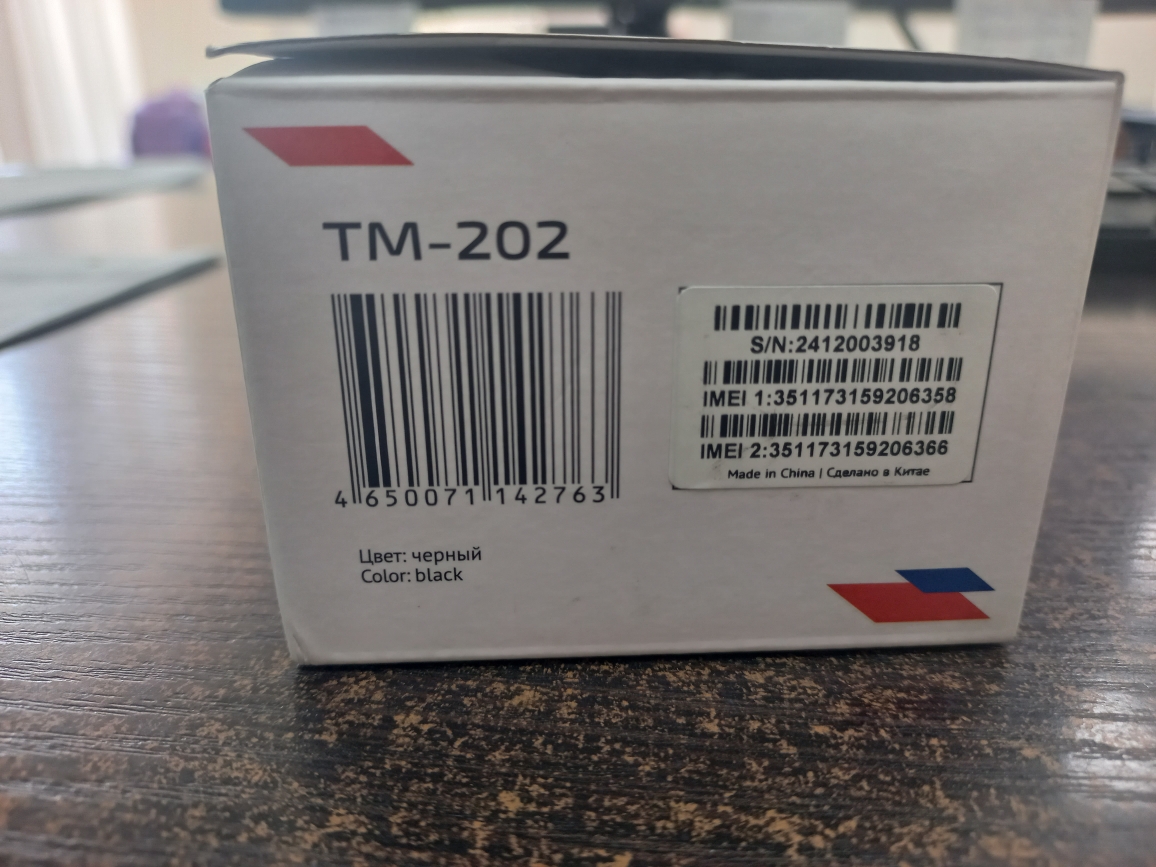 TM-202
4 650071 142763
Цвет: черный
Color: black
S/N:2412003918
IMEI 1:351173159206358
IMEI 2:351173159206366
Made in China | Сделано в Китае